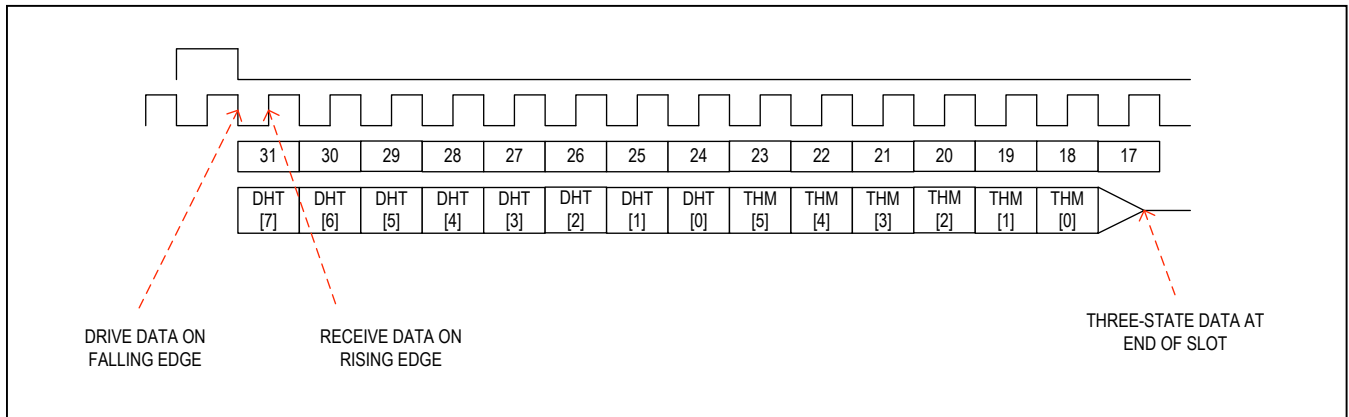 31 30 29 28 27 26 25 24 23 22 21 20 19 18 17
DHT DHT DHT DHT DHT DHT DHT DHT THM THM THM THM THM THM
[7] [6] [5] [4] [3] [2] [1] [0] [5] [4] [3] [2] [1] [0]
DRIVE DATA ON
FALLING EDGE
RECEIVE DATA ON
RISING EDGE
THREE-STATE DATA AT
END OF SLOT